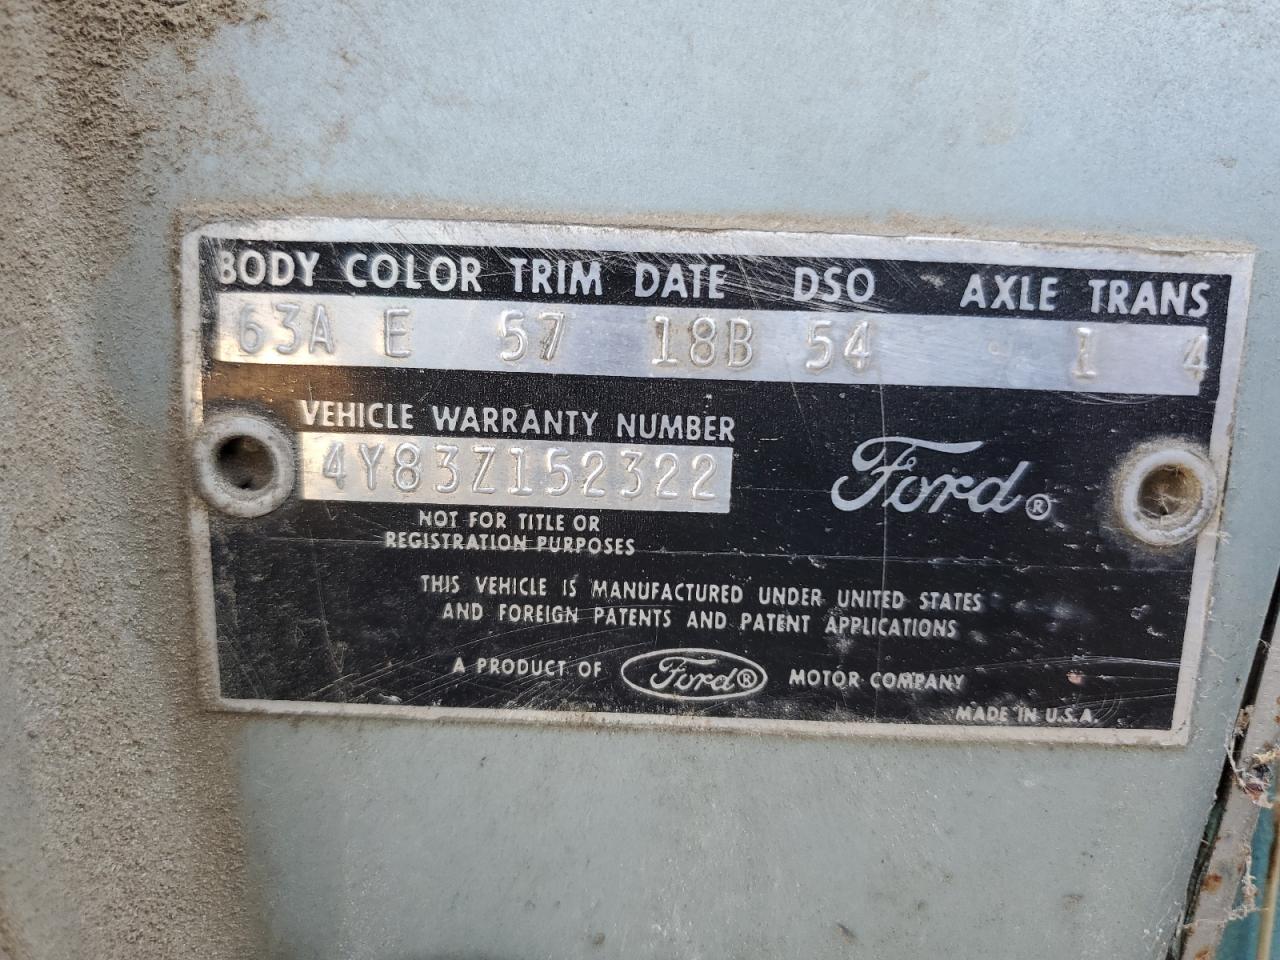 BODY COLOR TRIM DATE DSO AXLE TRANS
63A E 57 18B 54 1 4
VEHICLE WARRANTY NUMBER
4Y83Z152322
Ford®
NOT FOR TITLE OR
REGISTRATION PURPOSES
THIS VEHICLE IS MANUFACTURED UNDER UNITED STATES
AND FOREIGN PATENTS AND PATENT APPLICATIONS
A PRODUCT OF Ford® MOTOR COMPANY
MADE IN U.S.A.